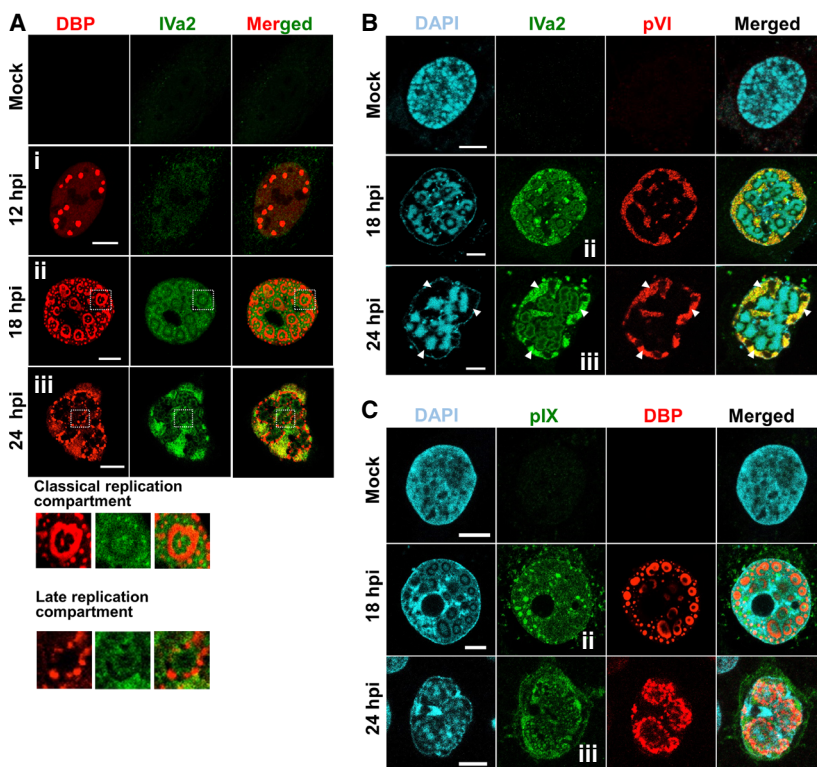 A
DBP IVa2 Merged
Mock
i
12 hpi
ii
18 hpi
iii
24 hpi
Classical replication
compartment
Late replication
compartment
B
DAPI IVa2 pVI Merged
Mock
18 hpi
ii
24 hpi
iii
C
DAPI pIX DBP Merged
Mock
18 hpi
ii
24 hpi
iii